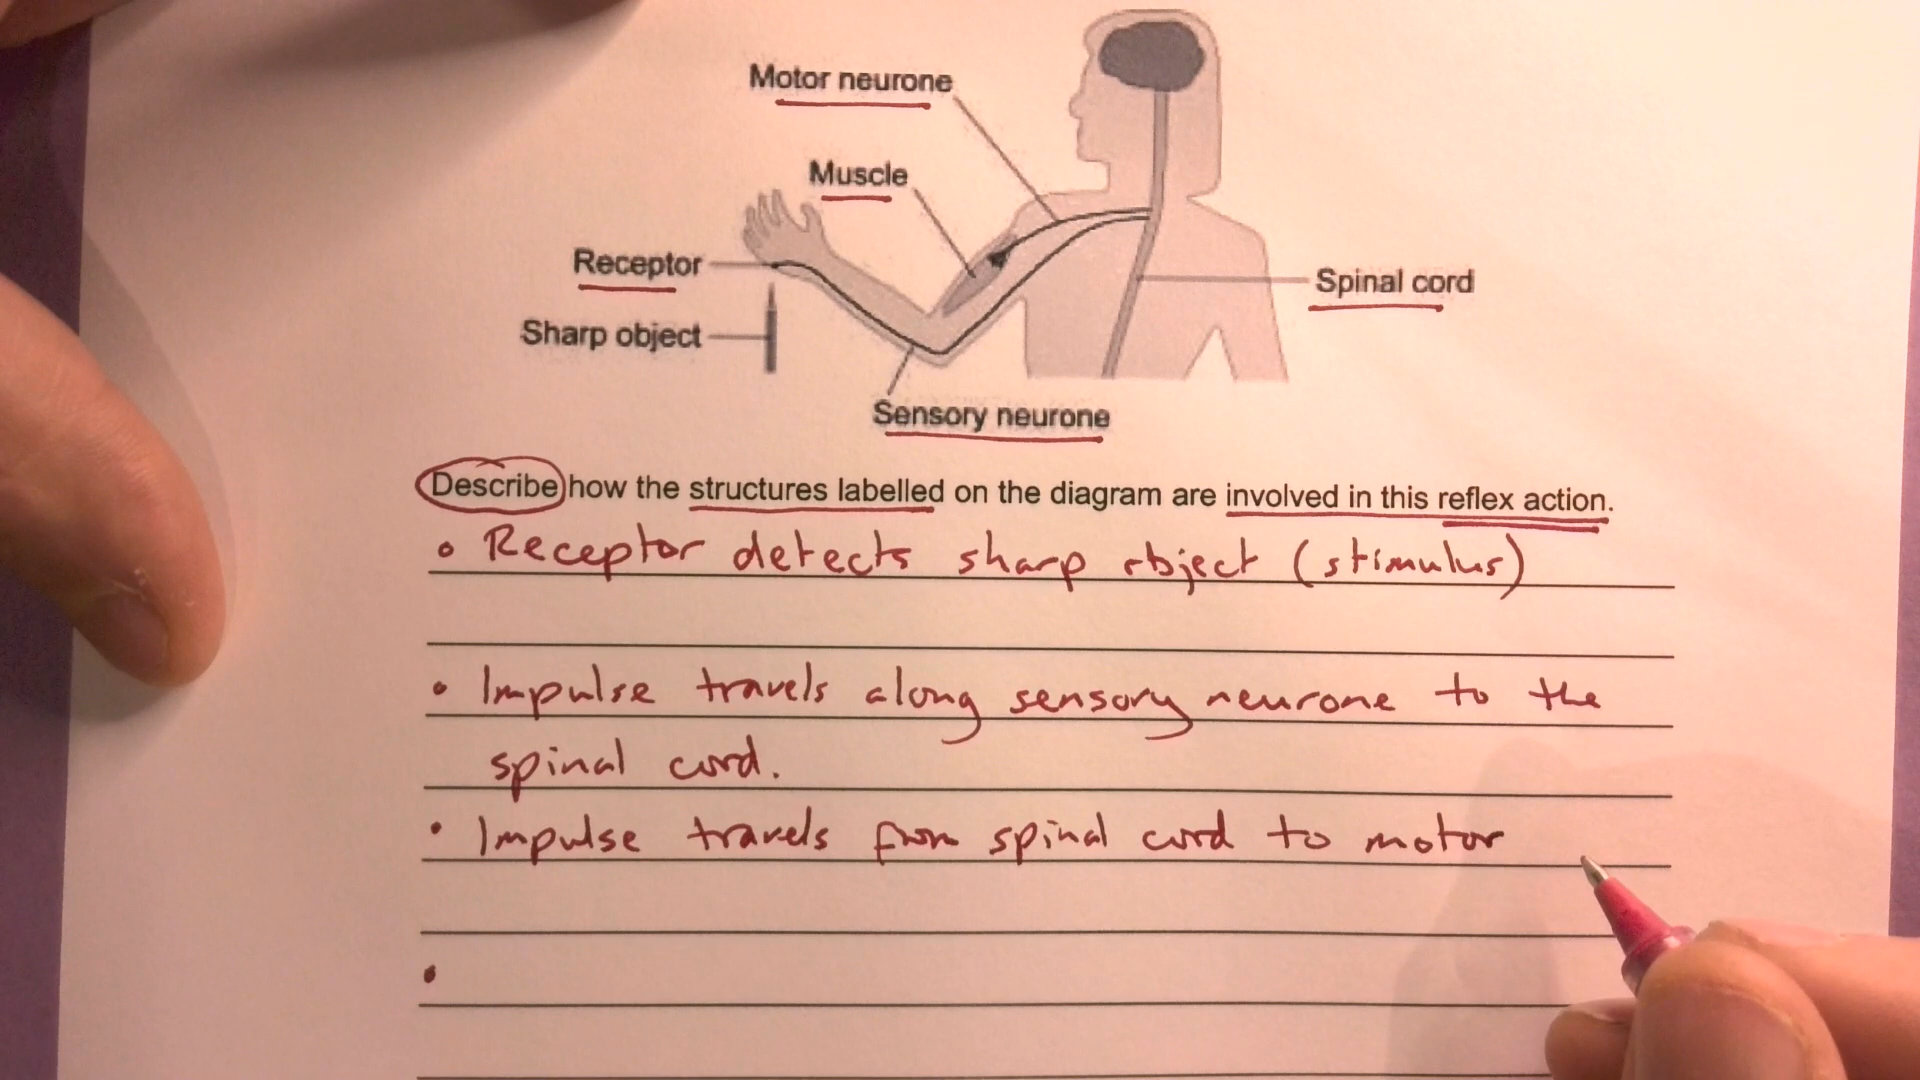 Motor neurone
Muscle
Receptor
Spinal cord
Sharp object
Sensory neurone
Describe how the structures labelled on the diagram are involved in this reflex action.
• Receptor detects sharp object (stimulus)
• Impulse travels along sensory neurone to the
spinal cord.
• Impulse travels from spinal cord to motor
•